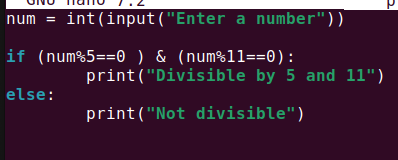 GNU nano 7.2
num = int(input("Enter a number"))
if (num%5==0 ) & (num%11==0):
        print("Divisible by 5 and 11")
else:
        print("Not divisible")